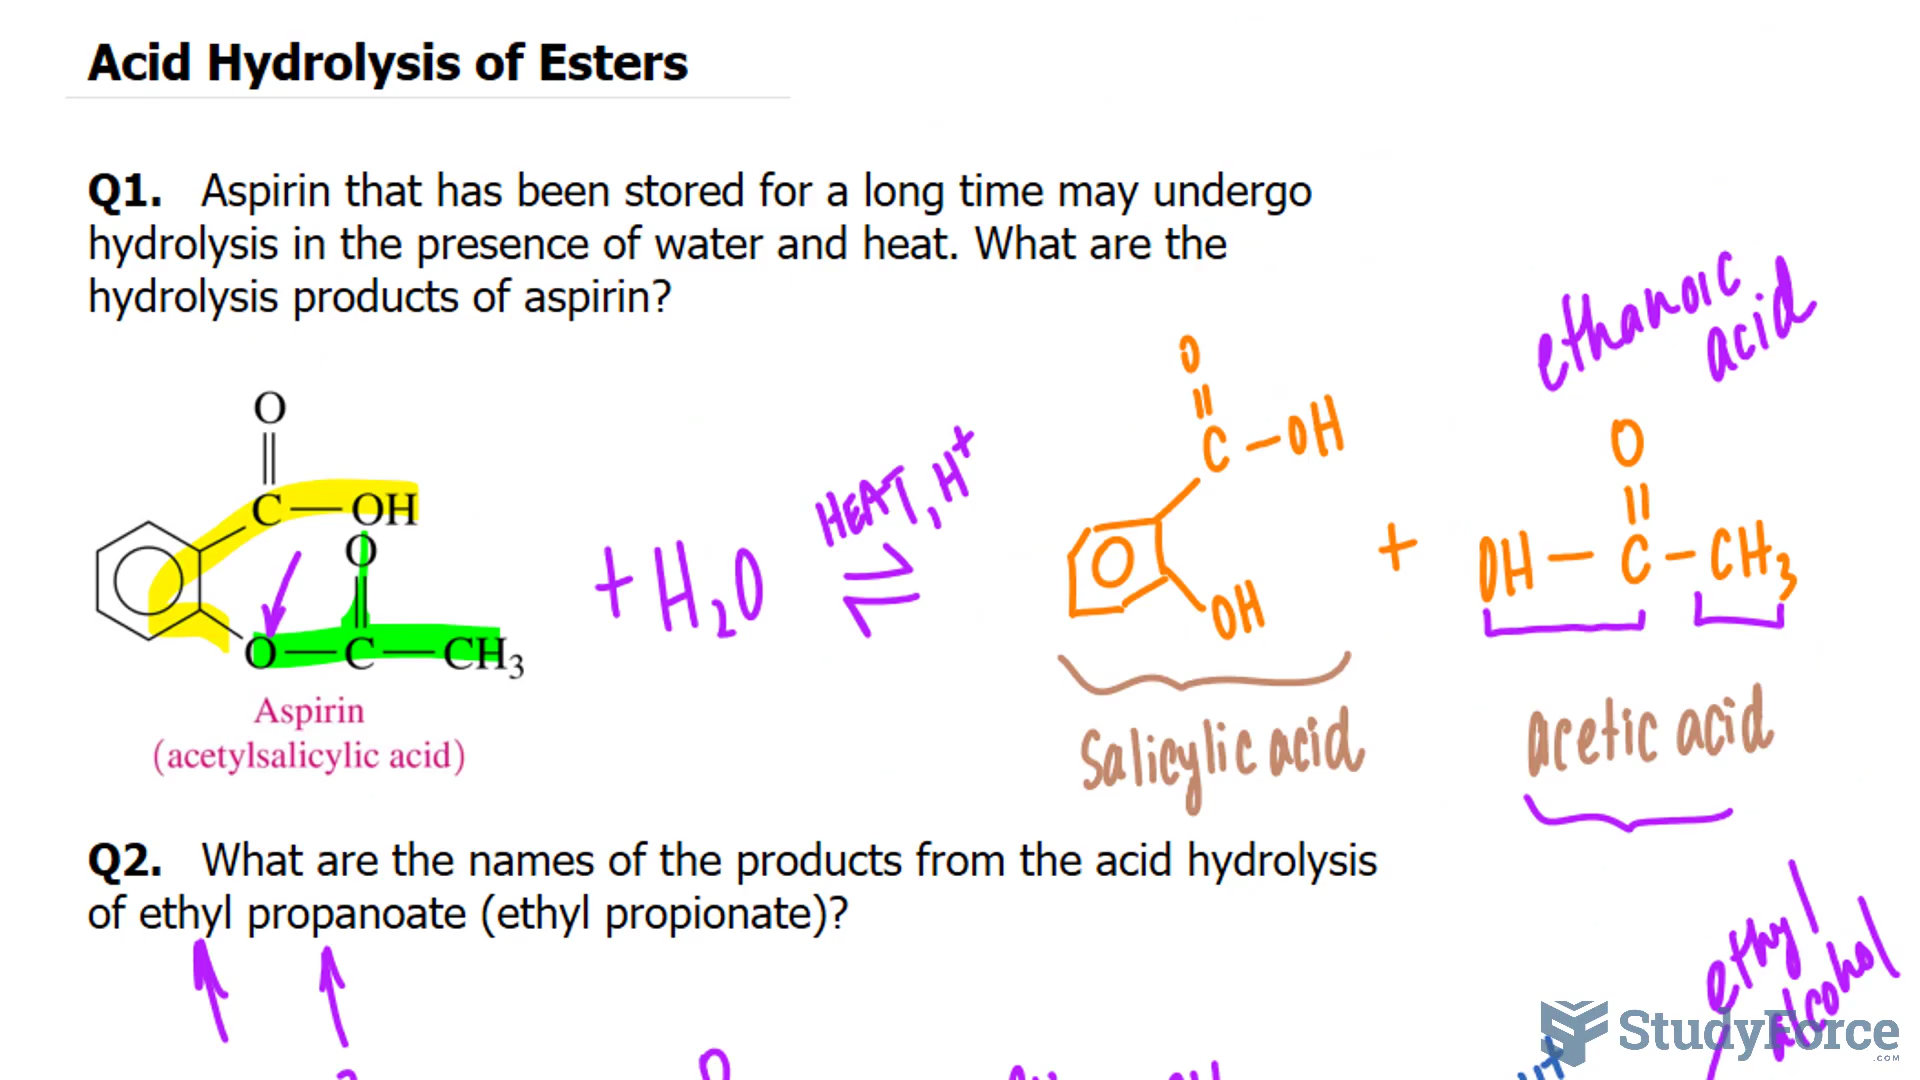 Acid Hydrolysis of Esters
Q1. Aspirin that has been stored for a long time may undergo
hydrolysis in the presence of water and heat. What are the
hydrolysis products of aspirin?
ethanoic
acid
O
C—OH
O
O—C—CH3
Aspirin
(acetylsalicylic acid)
+ H2O
HEAT, H+
O
C-OH
OH
Salicylic acid
+
O
OH-C-CH3
acetic acid
Q2. What are the names of the products from the acid hydrolysis
of ethyl propanoate (ethyl propionate)?
ethyl
alcohol
StudyForce
.COM